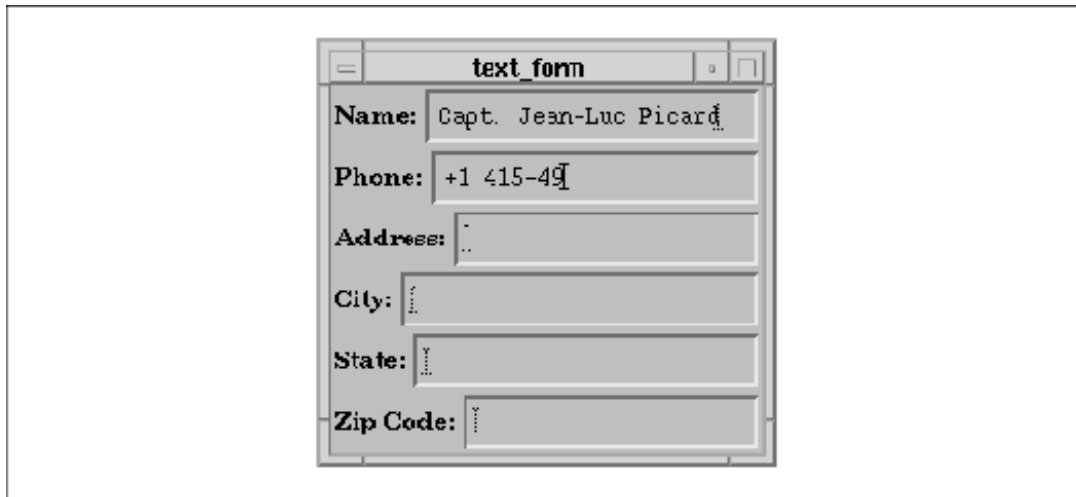 text_form
Name: Capt. Jean-Luc Picard
Phone: +1 415-49
Address:
City:
State:
Zip Code: